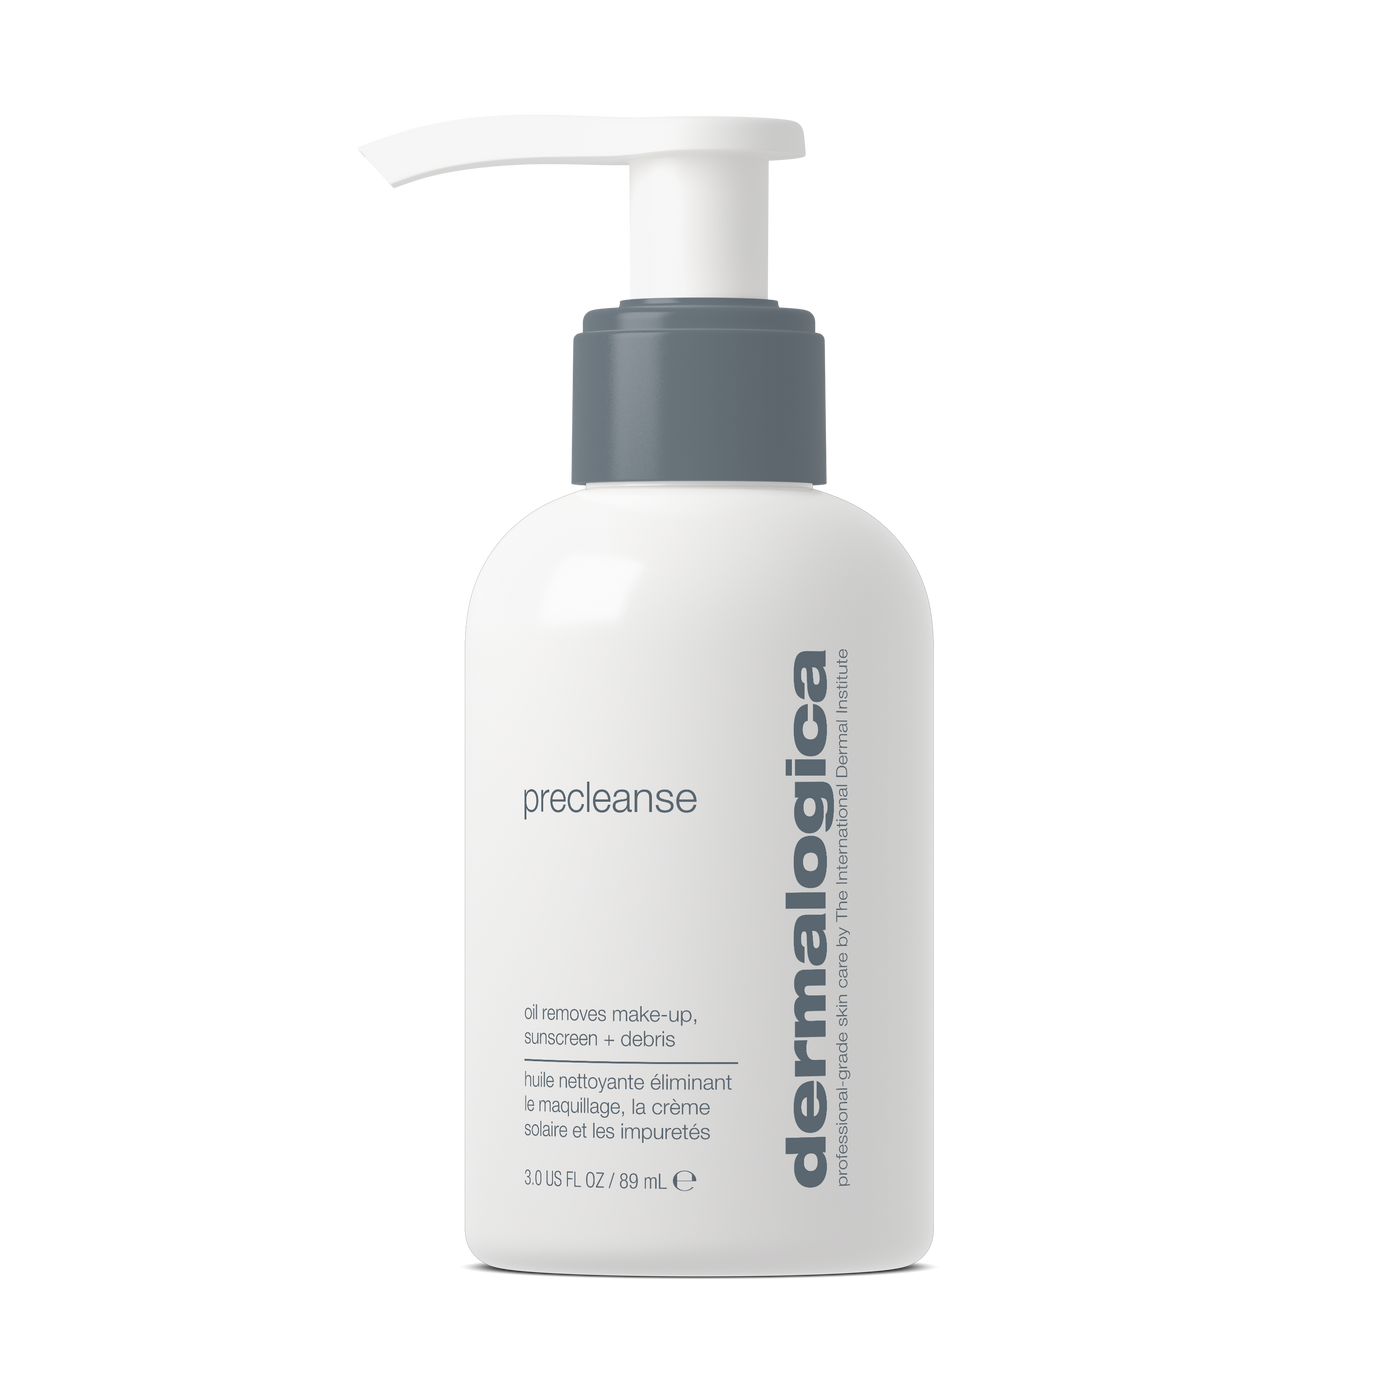 precleanse
oil removes make-up,
sunscreen + debris
huile nettoyante éliminant
le maquillage, la crème
solaire et les impuretés
3.0 US FL OZ / 89 mL ℮
dermalogica
professional-grade skin care by The International Dermal Institute